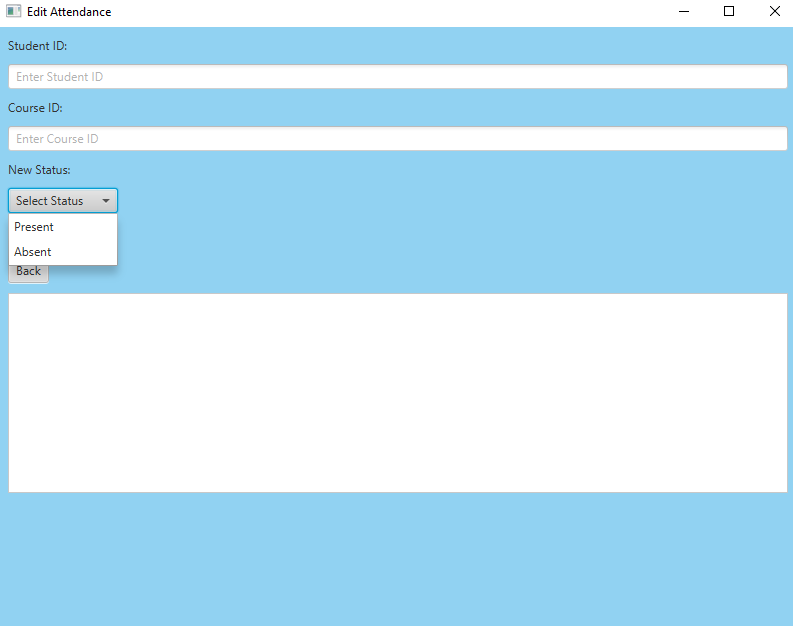 Edit Attendance
Student ID:
Enter Student ID
Course ID:
Enter Course ID
New Status:
Select Status
Present
Absent
Back